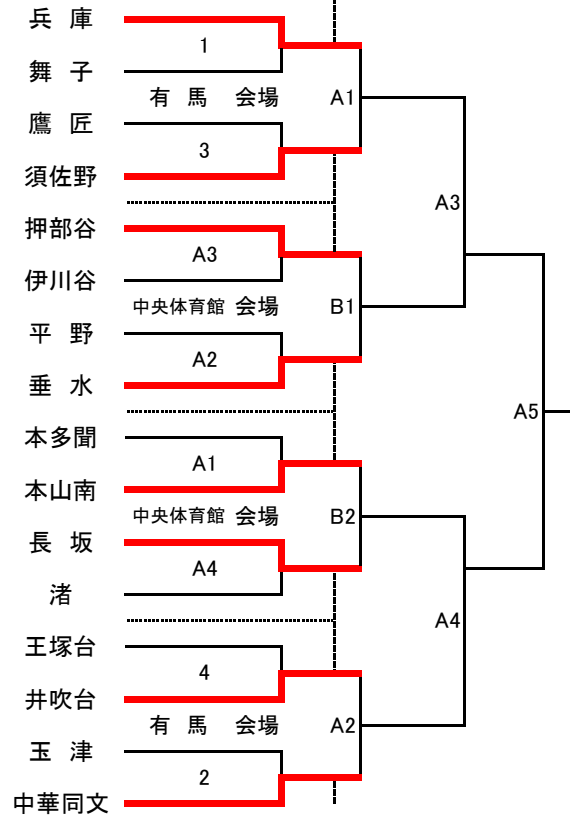 兵 庫
1
舞 子
有 馬 会場 A1
鷹 匠
3
須佐野
A3
押部谷
A3
伊川谷
中央体育館 会場 B1
平 野
A2
垂 水
A5
本多聞
A1
本山南
中央体育館 会場 B2
長 坂
A4
渚
A4
王塚台
4
井吹台
有 馬 会場 A2
玉 津
2
中華同文